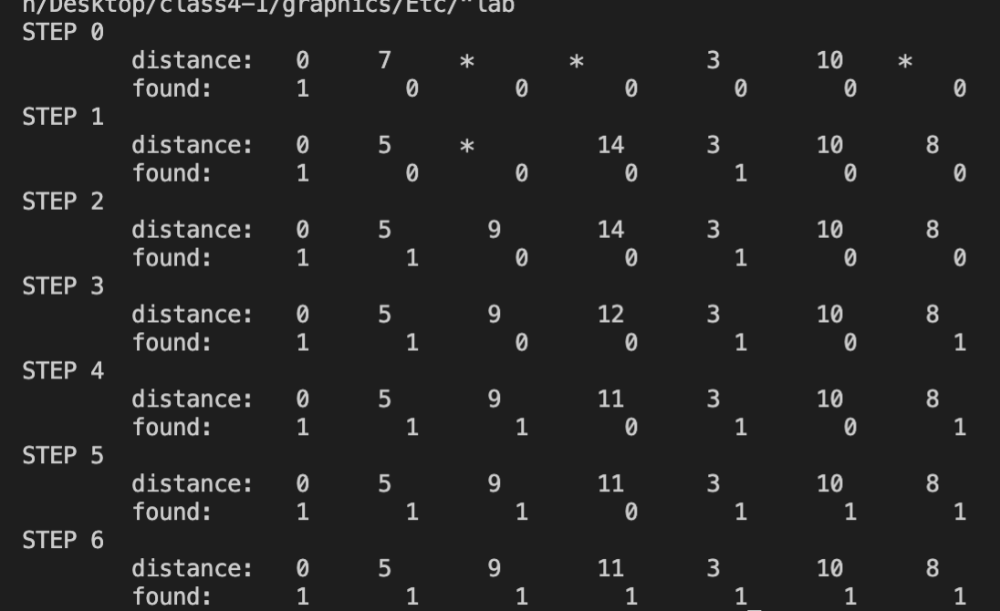 n/Desktop/class4-1/graphics/Etc/"lab
STEP 0
distance: 0 7 * * 3 10 *
found: 1 0 0 0 0 0 0
STEP 1
distance: 0 5 * 14 3 10 8
found: 1 0 0 0 1 0 0
STEP 2
distance: 0 5 9 14 3 10 8
found: 1 1 0 0 1 0 0
STEP 3
distance: 0 5 9 12 3 10 8
found: 1 1 0 0 1 0 1
STEP 4
distance: 0 5 9 11 3 10 8
found: 1 1 1 0 1 0 1
STEP 5
distance: 0 5 9 11 3 10 8
found: 1 1 1 0 1 1 1
STEP 6
distance: 0 5 9 11 3 10 8
found: 1 1 1 1 1 1 1